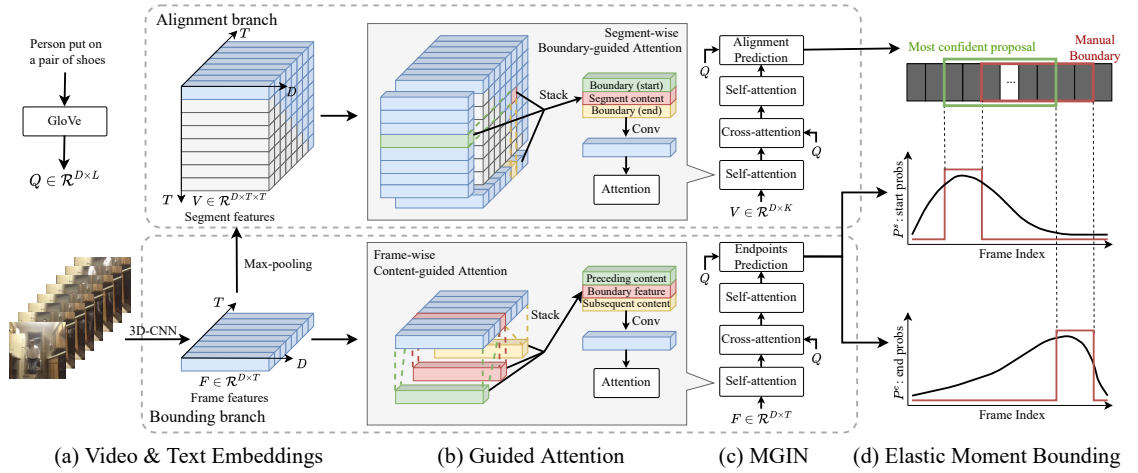 Alignment branch
Person put on
a pair of shoes
GloVe
Q ∈ R^{D×L}
T
D
T
V ∈ R^{D×T×T}
Segment features
Max-pooling
3D-CNN
T
D
F ∈ R^{D×T}
Frame features
Bounding branch
(a) Video & Text Embeddings
Segment-wise
Boundary-guided Attention
Stack
Boundary (start)
Segment content
Boundary (end)
Conv
Attention
Frame-wise
Content-guided Attention
Stack
Preceding content
Boundary feature
Subsequent content
Conv
Attention
(b) Guided Attention
Q
Alignment
Prediction
Self-attention
Cross-attention
Q
Self-attention
V ∈ R^{D×K}
Q
Endpoints
Prediction
Self-attention
Cross-attention
Q
Self-attention
F ∈ R^{D×T}
(c) MGIN
Most confident proposal
Manual
Boundary
...
P^s: start probs
Frame Index
P^e: end probs
Frame Index
(d) Elastic Moment Bounding